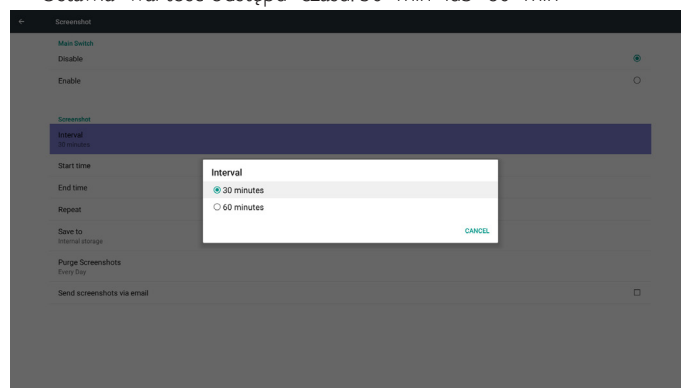 Screenshot
Main Switch
Disable
Enable
Screenshot
Interval
30 minutes
Start time
Interval
30 minutes
End time
60 minutes
Repeat
Save to
CANCEL
Internal storage
Purge Screenshots
Every Day
Send screenshots via email